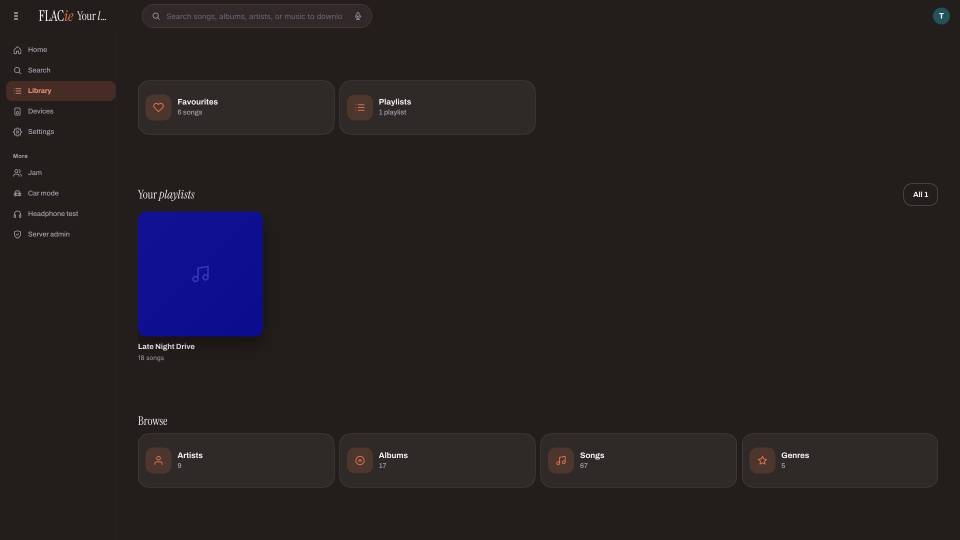 FLACie Your l...
Search songs, albums, artists, or music to downlo
T
Home
Search
Library
Devices
Settings
More
Jam
Car mode
Headphone test
Server admin
Favourites
6 songs
Playlists
1 playlist
Your playlists
All 1
Late Night Drive
18 songs
Browse
Artists
9
Albums
17
Songs
67
Genres
5